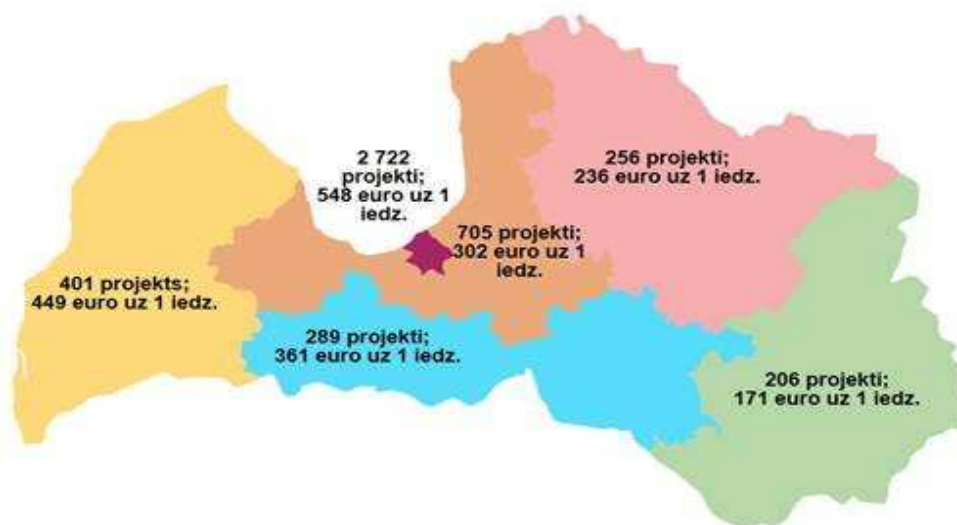 2 722
projekti;
548 euro uz 1
iedz.
256 projekti;
236 euro uz 1 iedz.
705 projekti;
302 euro uz 1
iedz.
401 projekts;
449 euro uz 1 iedz.
289 projekti;
361 euro uz 1 iedz.
206 projekti;
171 euro uz 1 iedz.